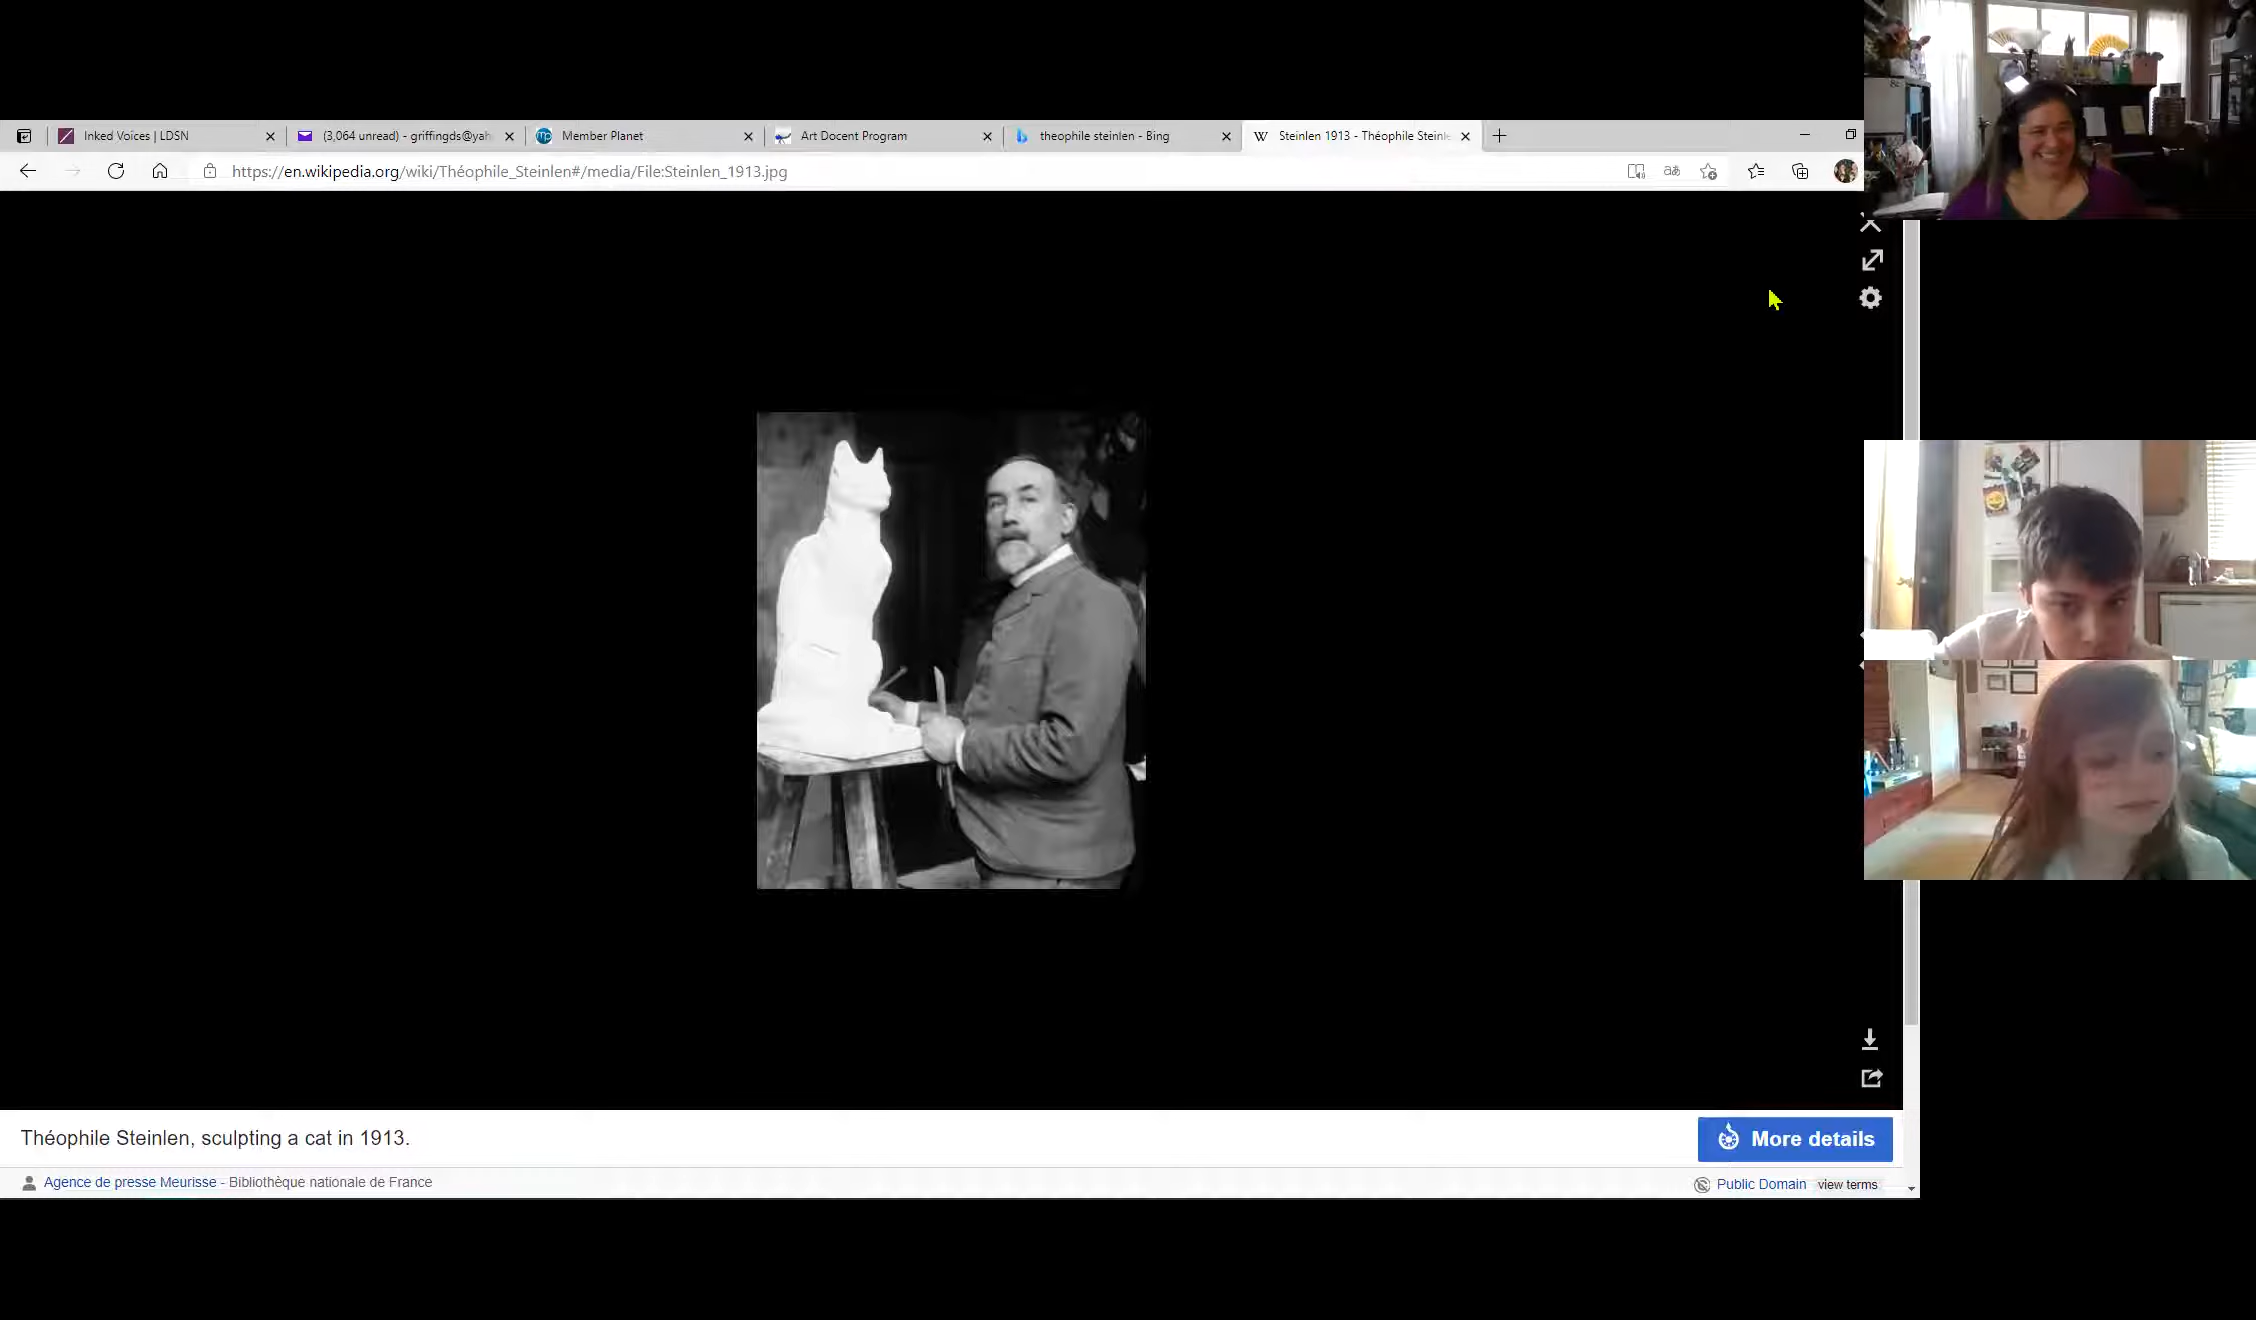 Inked Voices | LDSN
(3,064 unread) - griffingds@yah
Member Planet
Art Docent Program
theophile steinlen - Bing
Steinlen 1913 - Théophile Steinl
https://en.wikipedia.org/wiki/Théophile_Steinlen#/media/File:Steinlen_1913.jpg
Théophile Steinlen, sculpting a cat in 1913.
More details
Agence de presse Meurisse - Bibliothèque nationale de France
Public Domain view terms